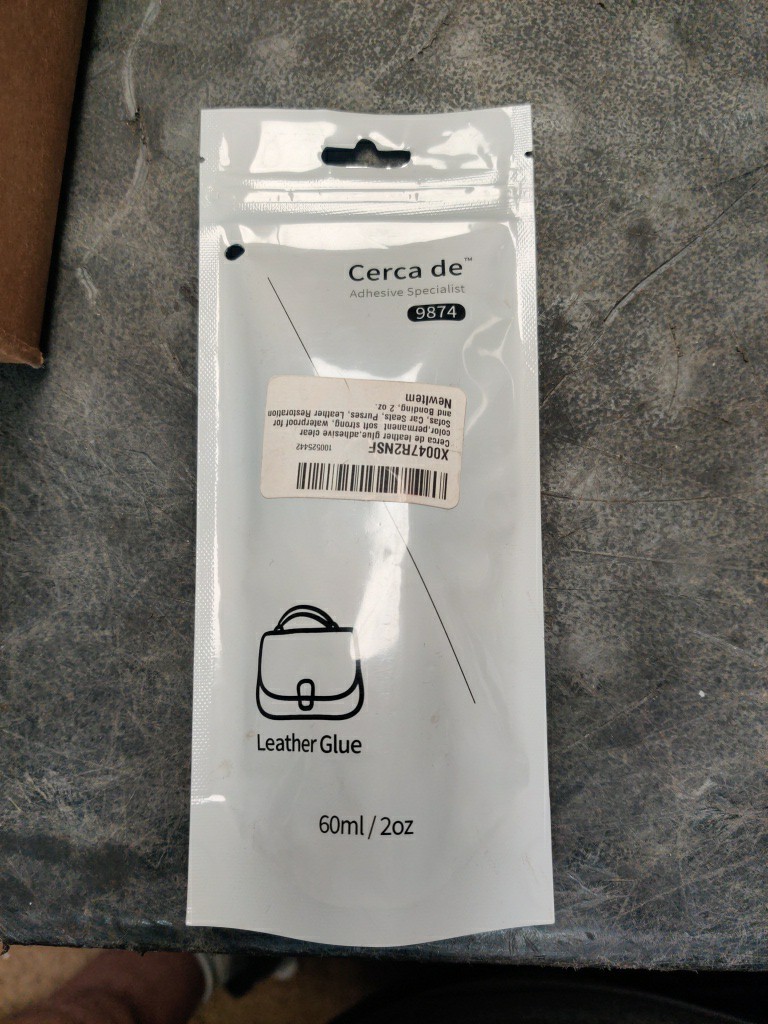 Cerca de™
Adhesive Specialist
9874
X0047R2NSF
100525442
Cerca de leather glue,adhesive clear
color,permanent soft strong, waterproof for
Sofas, Car Seats, Purses, Leather Restoration
and Bonding, 2 oz.
NewItem
Leather Glue
60ml / 2oz